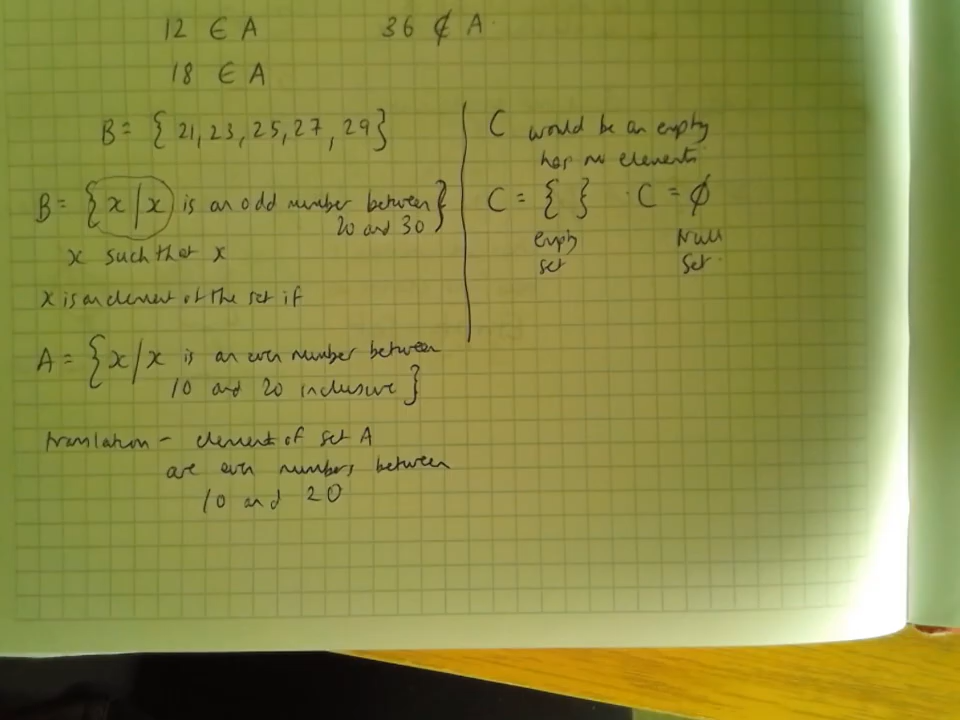 12 ∈ A 36 ∉ A
18 ∈ A
B = { 21, 23, 25, 27, 29 }
B = { x / x is an odd number between
20 and 30 }
x such that x
x is an element of the set if
A = { x / x is an even number between
10 and 20 inclusive }
translation - element of set A
are even numbers between
10 and 20
C would be an empty
has no elements
C = { } C = ∅
empty Null
set set